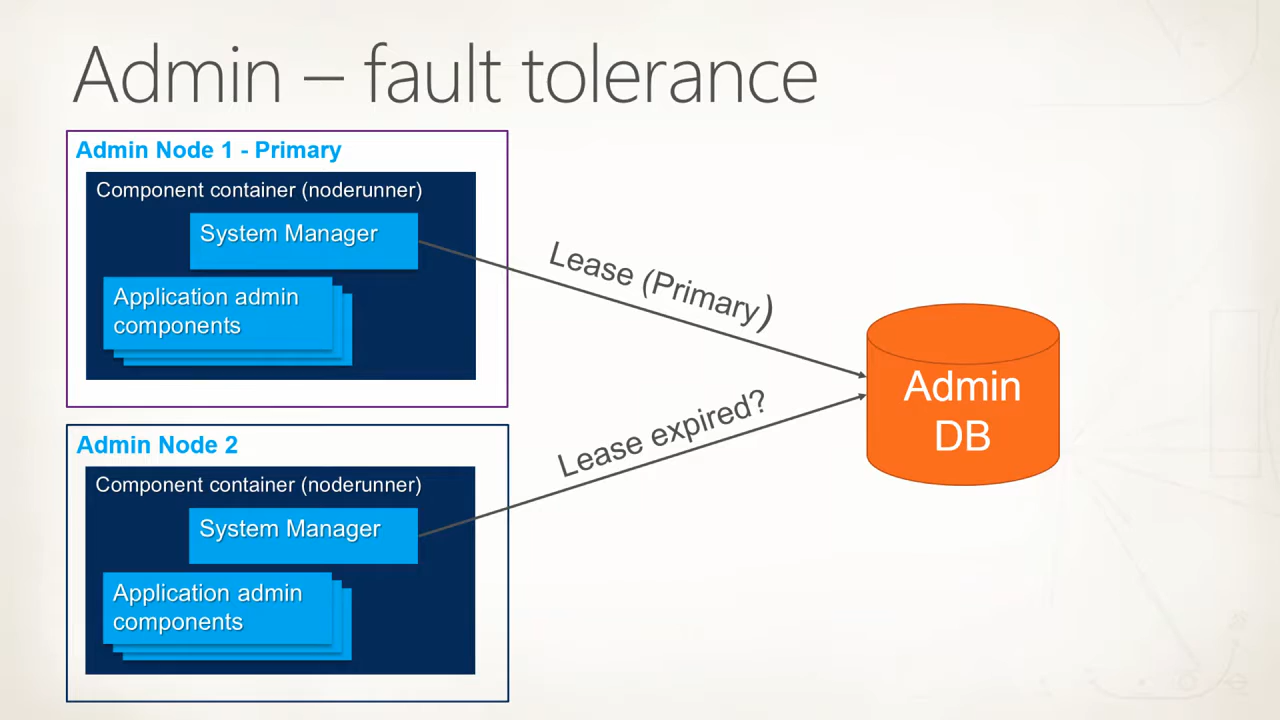 Admin – fault tolerance
Admin Node 1 - Primary
Component container (noderunner)
System Manager
Application admin
components
Lease (Primary)
Lease expired?
Admin
DB
Admin Node 2
Component container (noderunner)
System Manager
Application admin
components